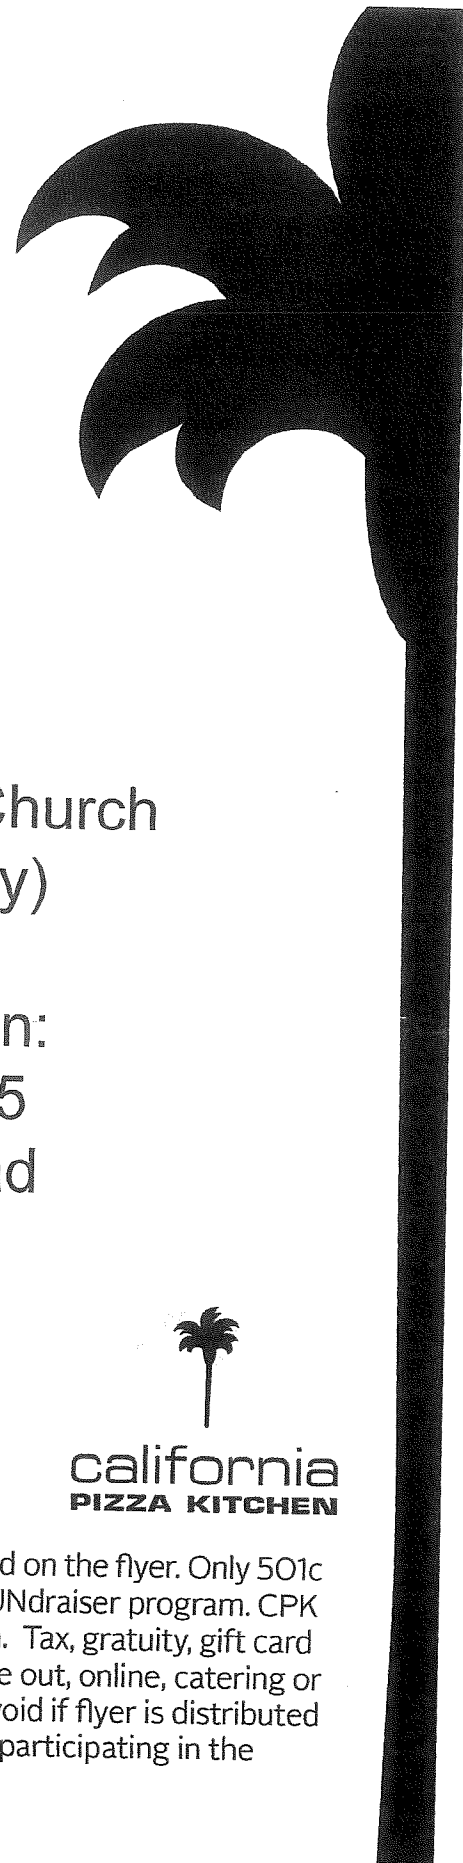 Church
y)
n:
5
d
california
PIZZA KITCHEN
d on the flyer. Only 501c
UNdraiser program. CPK
. Tax, gratuity, gift card
e out, online, catering or
void if flyer is distributed
participating in the